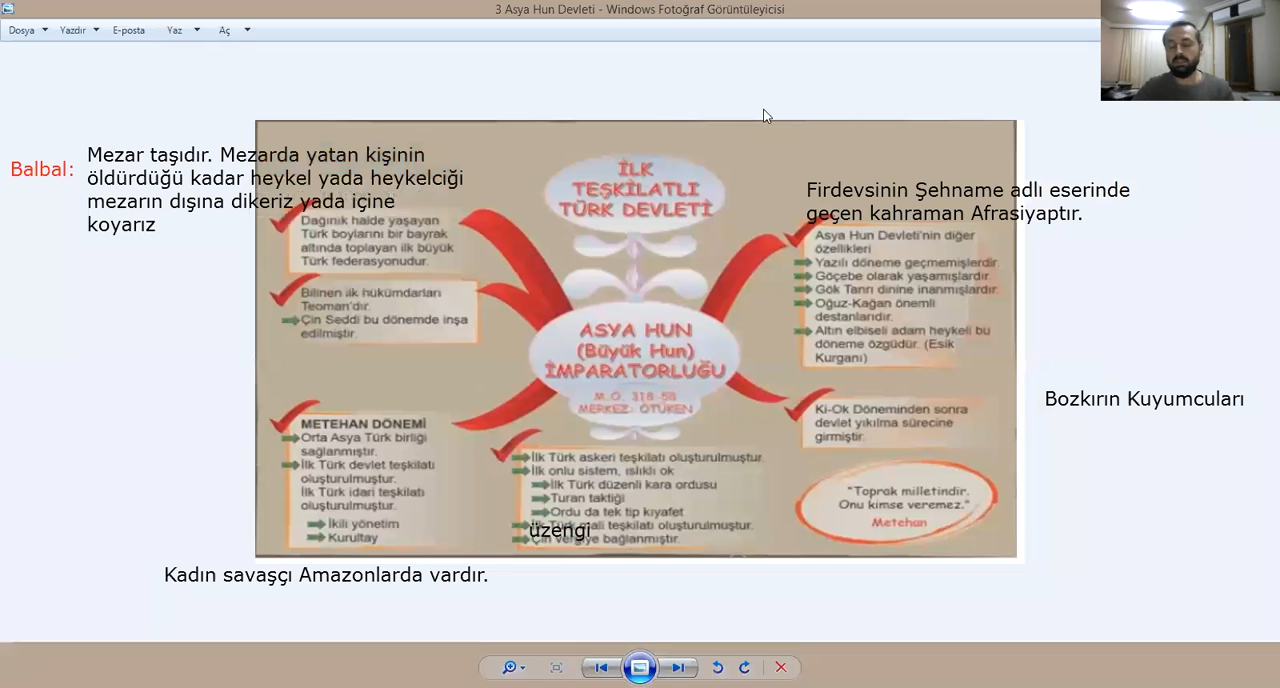 3 Asya Hun Devleti - Windows Fotoğraf Görüntüleyicisi
Dosya Yazdır E-posta Yaz Aç
Balbal:
Mezar taşıdır. Mezarda yatan kişinin
öldürdüğü kadar heykel yada heykelciği
mezarın dışına dikeriz yada içine
koyarız
Dağınık halde yaşayan
Türk boylarını bir bayrak
altında toplayan ilk büyük
Türk federasyonudur.
Bilinen ilk hükümdarları
Teoman'dır.
Çin Seddi bu dönemde inşa
edilmiştir.
METEHAN DÖNEMİ
Orta Asya Türk birliği
sağlanmıştır.
İlk Türk devlet teşkilatı
oluşturulmuştur.
İlk Türk idari teşkilatı
oluşturulmuştur.
İkili yönetim
Kurultay
İLK
TEŞKİLATLI
TÜRK DEVLETİ
ASYA HUN
(Büyük Hun)
İMPARATORLUĞU
M.Ö. 318-58
MERKEZ: ÖTÜKEN
İlk Türk askeri teşkilatı oluşturulmuştur.
İlk onlu sistem, ıslıklı ok
İlk Türk düzenli kara ordusu
Turan taktiği
Ordu da tek tip kıyafet
İlk Türk mali teşkilatı oluşturulmuştur.
üzengi
Çin vergiye bağlanmıştır.
Firdevsinin Şehname adlı eserinde
geçen kahraman Afrasiyaptır.
Asya Hun Devleti'nin diğer
özellikleri
Yazılı döneme geçmemişlerdir.
Göçebe olarak yaşamışlardır.
Gök Tanrı dinine inanmışlardır.
Oğuz-Kağan önemli
destanlarıdır.
Altın elbiseli adam heykeli bu
döneme özgüdür. (Esik
Kurganı)
Ki-Ok Döneminden sonra
devlet yıkılma sürecine
girmiştir.
"Toprak milletindir.
Onu kimse veremez."
Metehan
Bozkırın Kuyumcuları
Kadın savaşçı Amazonlarda vardır.